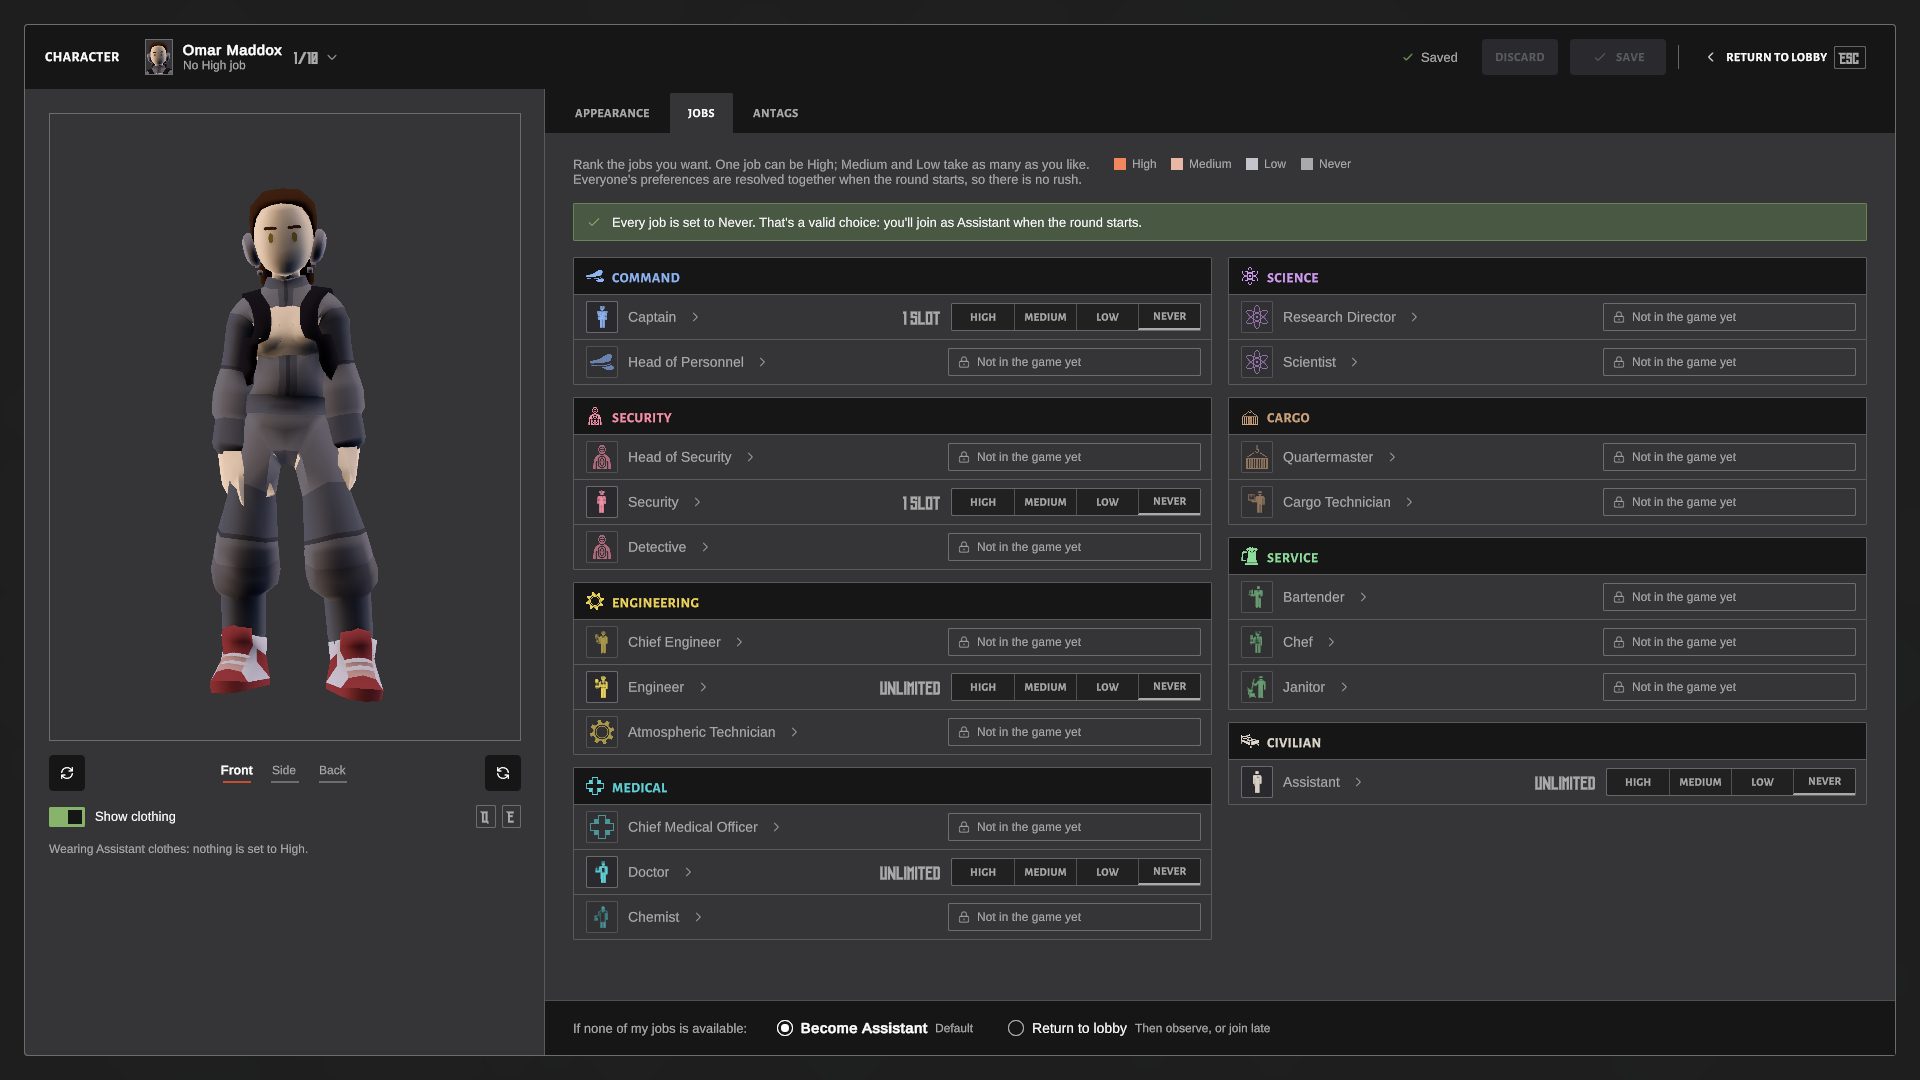 CHARACTER
Omar Maddox
No High job
1/10
Saved
DISCARD
SAVE
RETURN TO LOBBY
ESC
APPEARANCE
JOBS
ANTAGS
Rank the jobs you want. One job can be High; Medium and Low take as many as you like.
Everyone's preferences are resolved together when the round starts, so there is no rush.
High
Medium
Low
Never
Every job is set to Never. That's a valid choice: you'll join as Assistant when the round starts.
COMMAND
Captain
1 SLOT
HIGH
MEDIUM
LOW
NEVER
Head of Personnel
Not in the game yet
SECURITY
Head of Security
Not in the game yet
Security
1 SLOT
HIGH
MEDIUM
LOW
NEVER
Detective
Not in the game yet
ENGINEERING
Chief Engineer
Not in the game yet
Engineer
UNLIMITED
HIGH
MEDIUM
LOW
NEVER
Atmospheric Technician
Not in the game yet
MEDICAL
Chief Medical Officer
Not in the game yet
Doctor
UNLIMITED
HIGH
MEDIUM
LOW
NEVER
Chemist
Not in the game yet
SCIENCE
Research Director
Not in the game yet
Scientist
Not in the game yet
CARGO
Quartermaster
Not in the game yet
Cargo Technician
Not in the game yet
SERVICE
Bartender
Not in the game yet
Chef
Not in the game yet
Janitor
Not in the game yet
CIVILIAN
Assistant
UNLIMITED
HIGH
MEDIUM
LOW
NEVER
Front
Side
Back
Show clothing
Q
E
Wearing Assistant clothes: nothing is set to High.
If none of my jobs is available:
Become Assistant
Default
Return to lobby
Then observe, or join late